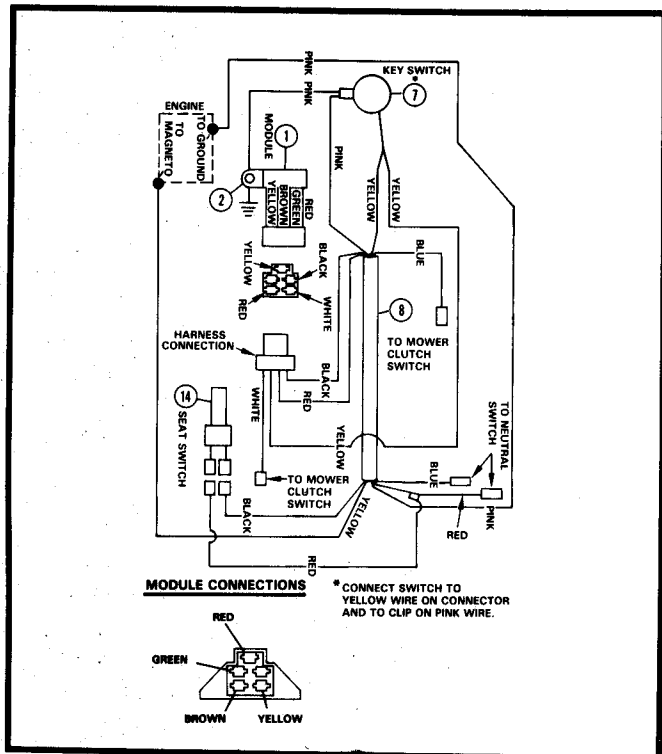 PINK
PINK
PINK
KEY SWITCH
*
7
ENGINE
TO GROUND
TO
MAGNETO
MODULE
1
2
YELLOW
BROWN
GREEN
RED
PINK
YELLOW
YELLOW
YELLOW
BLACK
RED
WHITE
BLUE
8
TO MOWER
CLUTCH
SWITCH
HARNESS
CONNECTION
BLACK
RED
WHITE
YELLOW
14
SEAT SWITCH
TO MOWER
CLUTCH
SWITCH
BLACK
YELLOW
BLUE
TO NEUTRAL
SWITCH
PINK
RED
RED
MODULE CONNECTIONS
* CONNECT SWITCH TO
YELLOW WIRE ON CONNECTOR
AND TO CLIP ON PINK WIRE.
RED
GREEN
BROWN
YELLOW